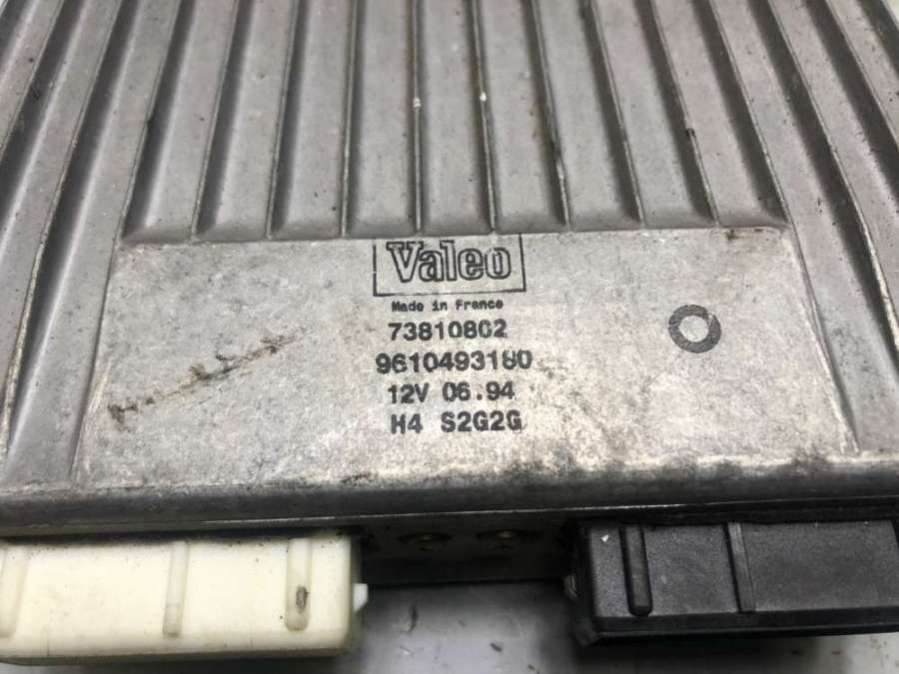 Valeo
Made in France
73810802
9610493180
12V 06.94
H4 S2G2G